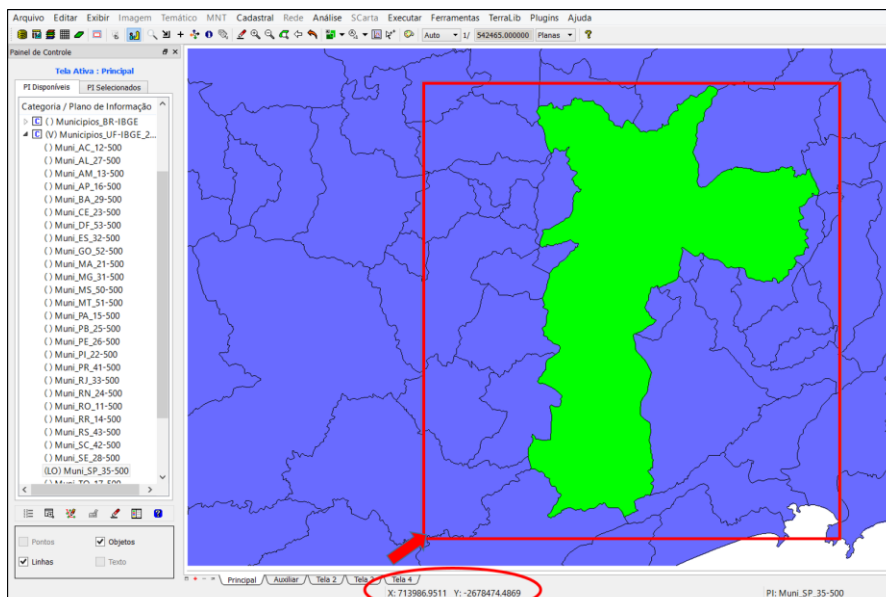 Arquivo Editar Exibir Imagem Temático MNT Cadastral Rede Análise SCarta Executar Ferramentas TerraLib Plugins Ajuda
Auto 1/ 542465.000000 Planas
Painel de Controle
Tela Ativa : Principal
PI Disponíveis PI Selecionados
Categoria / Plano de Informação
( ) Municipios_BR-IBGE
(V) Municipios_UF-IBGE_2...
( ) Muni_AC_12-500
( ) Muni_AL_27-500
( ) Muni_AM_13-500
( ) Muni_AP_16-500
( ) Muni_BA_29-500
( ) Muni_CE_23-500
( ) Muni_DF_53-500
( ) Muni_ES_32-500
( ) Muni_GO_52-500
( ) Muni_MA_21-500
( ) Muni_MG_31-500
( ) Muni_MS_50-500
( ) Muni_MT_51-500
( ) Muni_PA_15-500
( ) Muni_PB_25-500
( ) Muni_PE_26-500
( ) Muni_PI_22-500
( ) Muni_PR_41-500
( ) Muni_RJ_33-500
( ) Muni_RN_24-500
( ) Muni_RO_11-500
( ) Muni_RR_14-500
( ) Muni_RS_43-500
( ) Muni_SC_42-500
( ) Muni_SE_28-500
(LO) Muni_SP_35-500
( ) Muni_TO_17-500
Pontos Objetos
Linhas Texto
Principal Auxiliar Tela 2 Tela 3 Tela 4
X: 713986.9511 Y: -2678474.4869 PI: Muni_SP_35-500